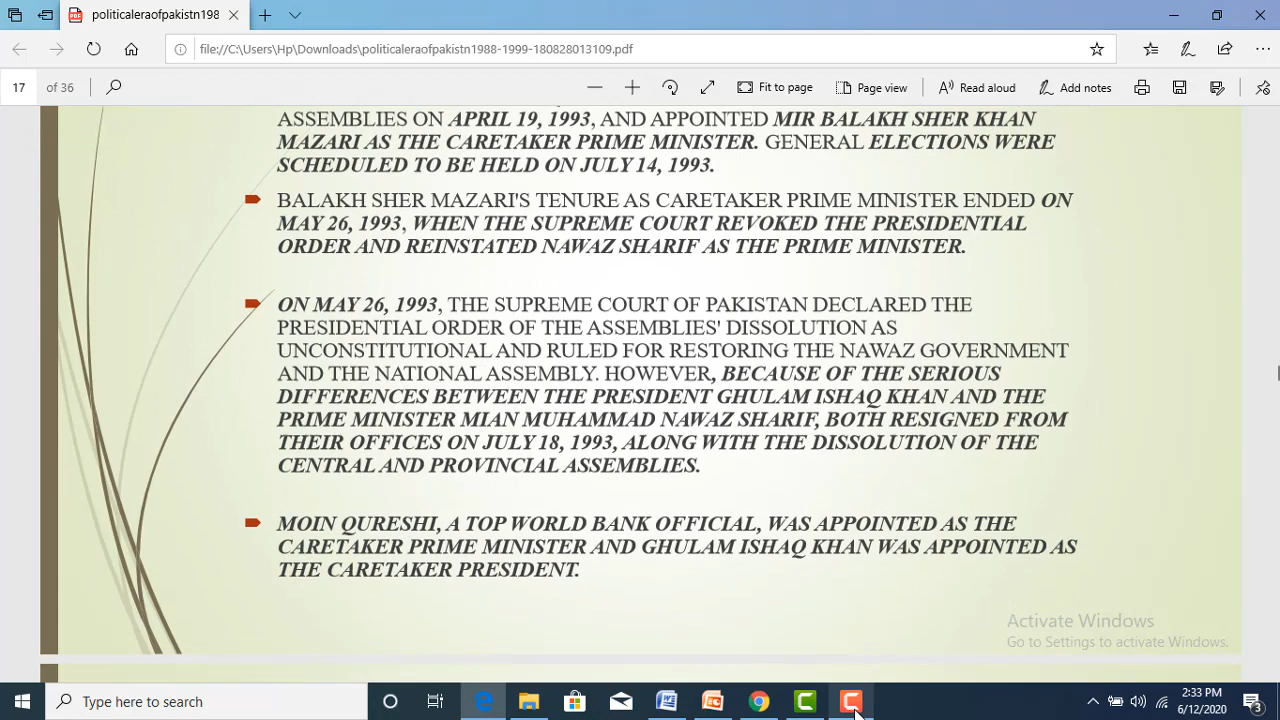 politicaleraofpakistn198
file://C:\Users\Hp\Downloads\politicaleraofpakistn1988-1999-180828013109.pdf
17 of 36
Fit to page
Page view
Read aloud
Add notes
ASSEMBLIES ON APRIL 19, 1993, AND APPOINTED MIR BALAKH SHER KHAN
MAZARI AS THE CARETAKER PRIME MINISTER. GENERAL ELECTIONS WERE
SCHEDULED TO BE HELD ON JULY 14, 1993.
BALAKH SHER MAZARI'S TENURE AS CARETAKER PRIME MINISTER ENDED ON
MAY 26, 1993, WHEN THE SUPREME COURT REVOKED THE PRESIDENTIAL
ORDER AND REINSTATED NAWAZ SHARIF AS THE PRIME MINISTER.
ON MAY 26, 1993, THE SUPREME COURT OF PAKISTAN DECLARED THE
PRESIDENTIAL ORDER OF THE ASSEMBLIES' DISSOLUTION AS
UNCONSTITUTIONAL AND RULED FOR RESTORING THE NAWAZ GOVERNMENT
AND THE NATIONAL ASSEMBLY. HOWEVER, BECAUSE OF THE SERIOUS
DIFFERENCES BETWEEN THE PRESIDENT GHULAM ISHAQ KHAN AND THE
PRIME MINISTER MIAN MUHAMMAD NAWAZ SHARIF, BOTH RESIGNED FROM
THEIR OFFICES ON JULY 18, 1993, ALONG WITH THE DISSOLUTION OF THE
CENTRAL AND PROVINCIAL ASSEMBLIES.
MOIN QURESHI, A TOP WORLD BANK OFFICIAL, WAS APPOINTED AS THE
CARETAKER PRIME MINISTER AND GHULAM ISHAQ KHAN WAS APPOINTED AS
THE CARETAKER PRESIDENT.
Activate Windows
Go to Settings to activate Windows.
Type here to search
2:33 PM
6/12/2020
3